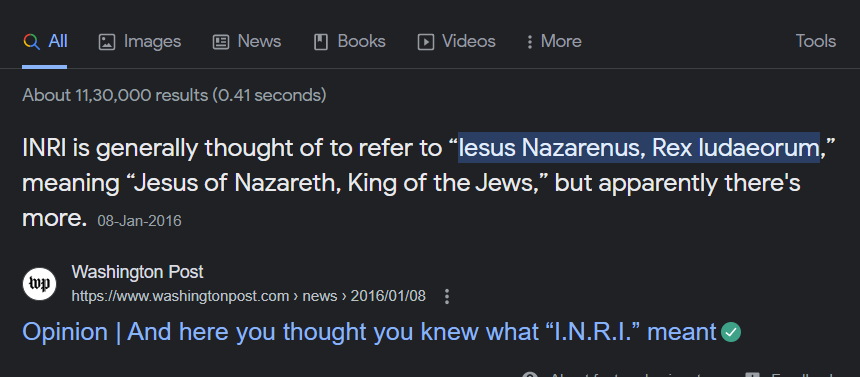 All Images News Books Videos More Tools
About 11,30,000 results (0.41 seconds)
INRI is generally thought of to refer to “Iesus Nazarenus, Rex Iudaeorum,”
meaning “Jesus of Nazareth, King of the Jews,” but apparently there's
more. 08-Jan-2016
wp
Washington Post
https://www.washingtonpost.com › news › 2016/01/08
Opinion | And here you thought you knew what “I.N.R.I.” meant